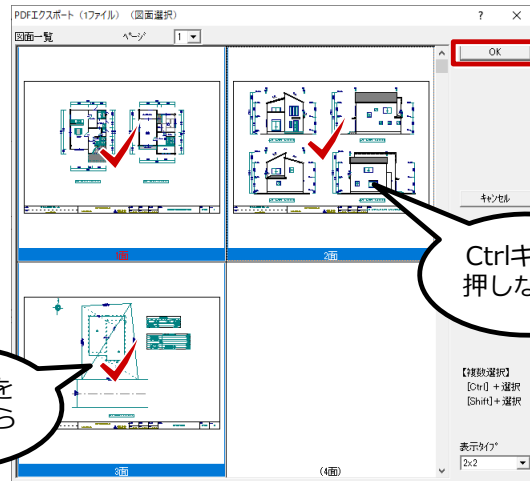 PDFエクスポート（1ファイル）（図面選択）
?
×
図面一覧
ページ
1
OK
キャンセル
1面
2面
Ctrlキ
押しな
を
ら
【複数選択】
[Ctrl]+選択
[Shift]+選択
表示タイプ
2x2
3面
(4面)